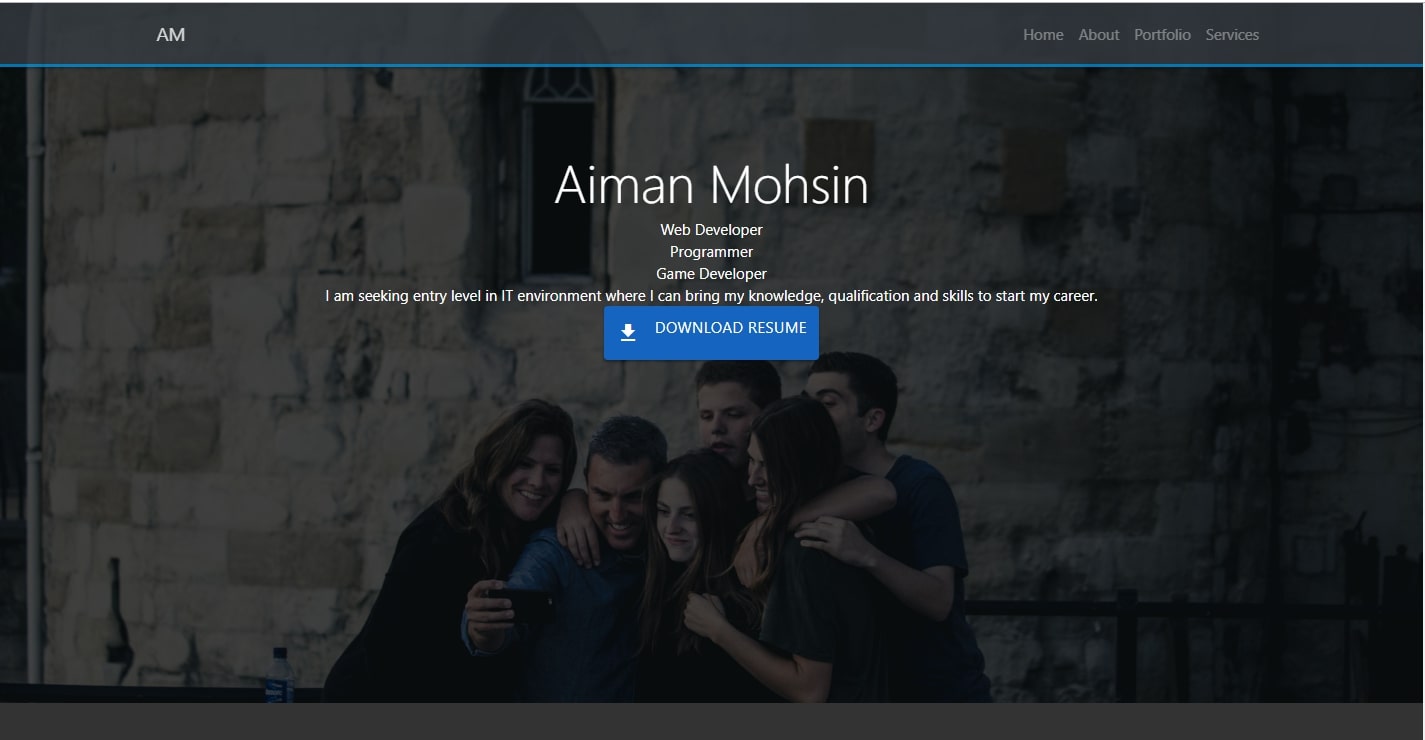 AM
Home About Portfolio Services
Aiman Mohsin
Web Developer
Programmer
Game Developer
I am seeking entry level in IT environment where I can bring my knowledge, qualification and skills to start my career.
DOWNLOAD RESUME